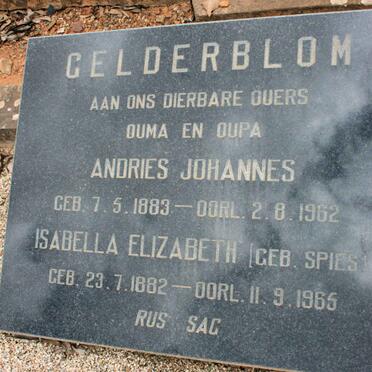 GELDERBLOM
AAN ONS DIERBARE OUERS
OUMA EN OUPA
ANDRIES JOHANNES
GEB. 7.5.1883 — OORL. 2.8.1962
ISABELLA ELIZABETH [GEB. SPIES]
GEB. 23.7.1882 — OORL. 11.9.1965
RUS SAG